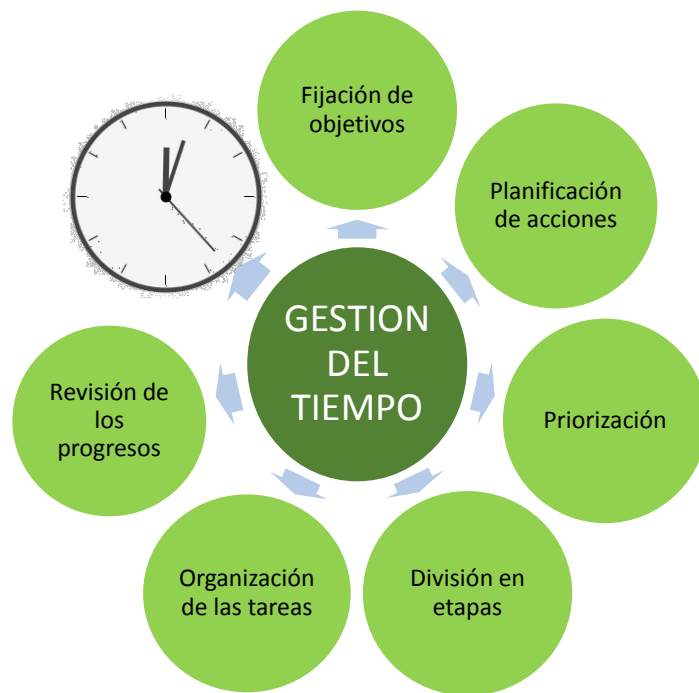 Fijación de
objetivos
Planificación
de acciones
Priorización
División en
etapas
Organización
de las tareas
Revisión de
los
progresos
GESTION
DEL
TIEMPO